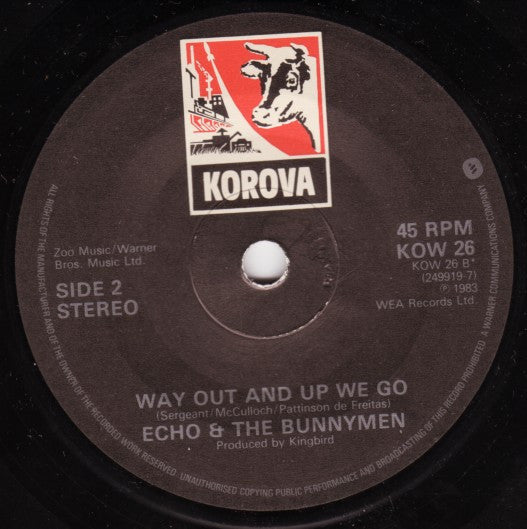 KOROVA
Zoo Music/Warner
Bros. Music Ltd.
SIDE 2
STEREO
45 RPM
KOW 26
KOW 26 B*
(249919-7)
℗ 1983
WEA Records Ltd.
WAY OUT AND UP WE GO
(Sergeant/McCulloch/Pattinson de Freitas)
ECHO & THE BUNNYMEN
Produced by Kingbird
ALL RIGHTS OF THE MANUFACTURER AND OF THE OWNER OF THE RECORDED WORK RESERVED. UNAUTHORISED COPYING PUBLIC PERFORMANCE AND BROADCASTING OF THIS RECORD PROHIBITED. A WARNER COMMUNICATIONS COMPANY